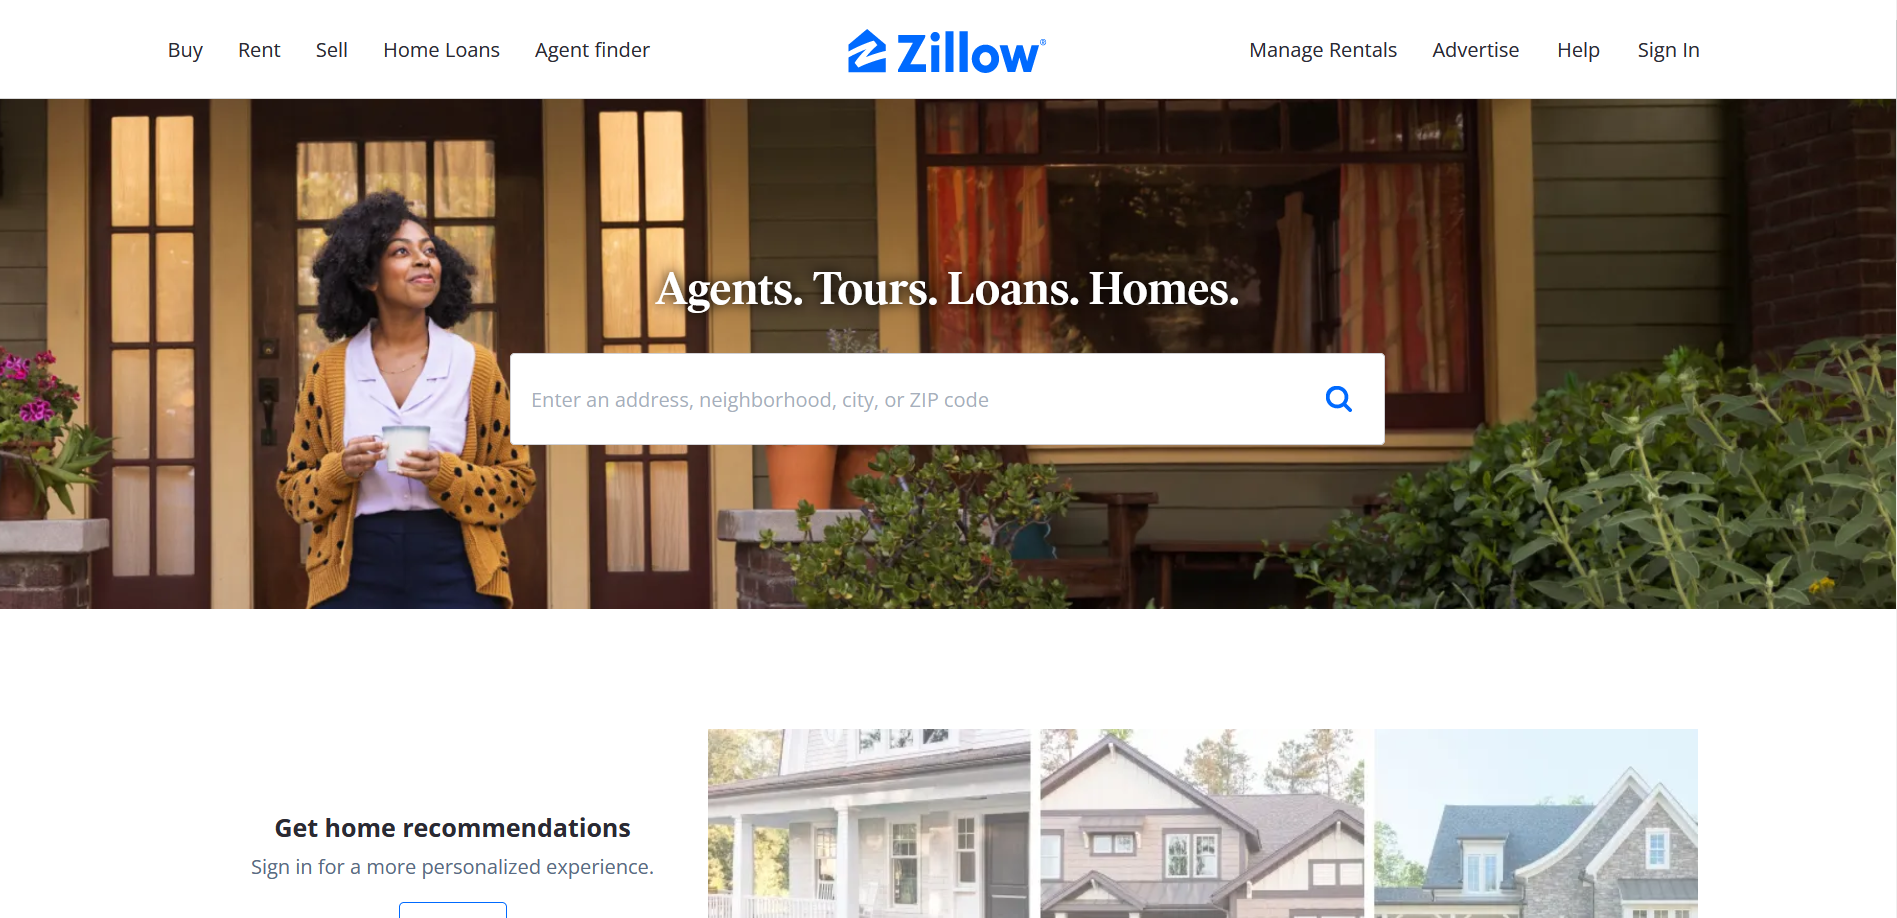 Buy Rent Sell Home Loans Agent finder Zillow® Manage Rentals Advertise Help Sign In
Agents. Tours. Loans. Homes.
Enter an address, neighborhood, city, or ZIP code
Get home recommendations
Sign in for a more personalized experience.